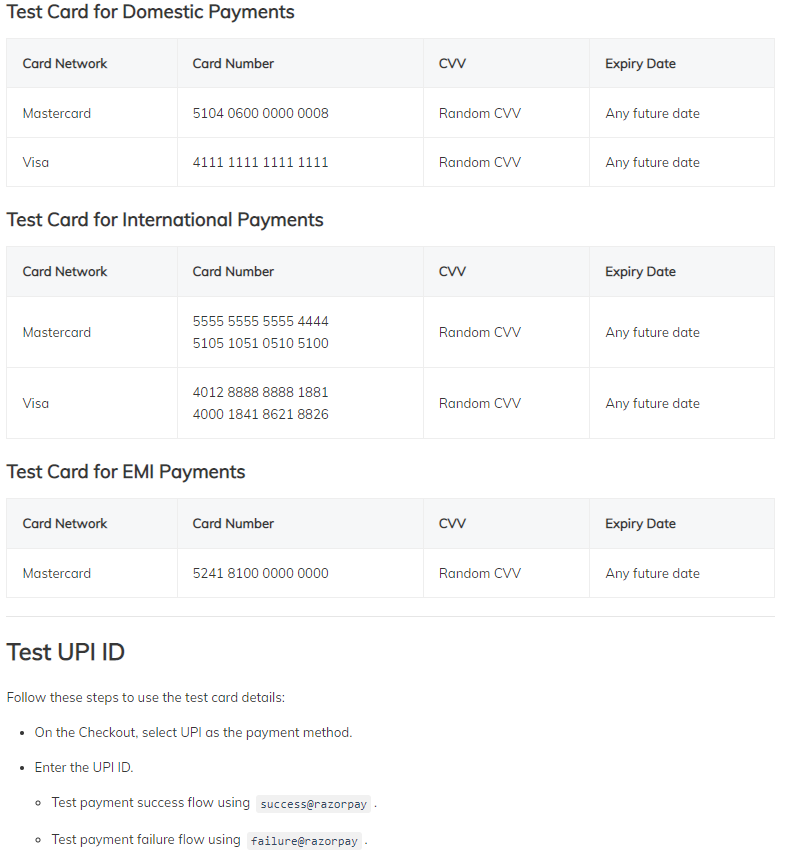 Test Card for Domestic Payments
Card Network Card Number CVV Expiry Date
Mastercard 5104 0600 0000 0008 Random CVV Any future date
Visa 4111 1111 1111 1111 Random CVV Any future date
Test Card for International Payments
Card Network Card Number CVV Expiry Date
Mastercard 5555 5555 5555 4444 Random CVV Any future date
5105 1051 0510 5100
Visa 4012 8888 8888 1881 Random CVV Any future date
4000 1841 8621 8826
Test Card for EMI Payments
Card Network Card Number CVV Expiry Date
Mastercard 5241 8100 0000 0000 Random CVV Any future date
Test UPI ID
Follow these steps to use the test card details:
• On the Checkout, select UPI as the payment method.
• Enter the UPI ID.
◦ Test payment success flow using success@razorpay .
◦ Test payment failure flow using failure@razorpay .